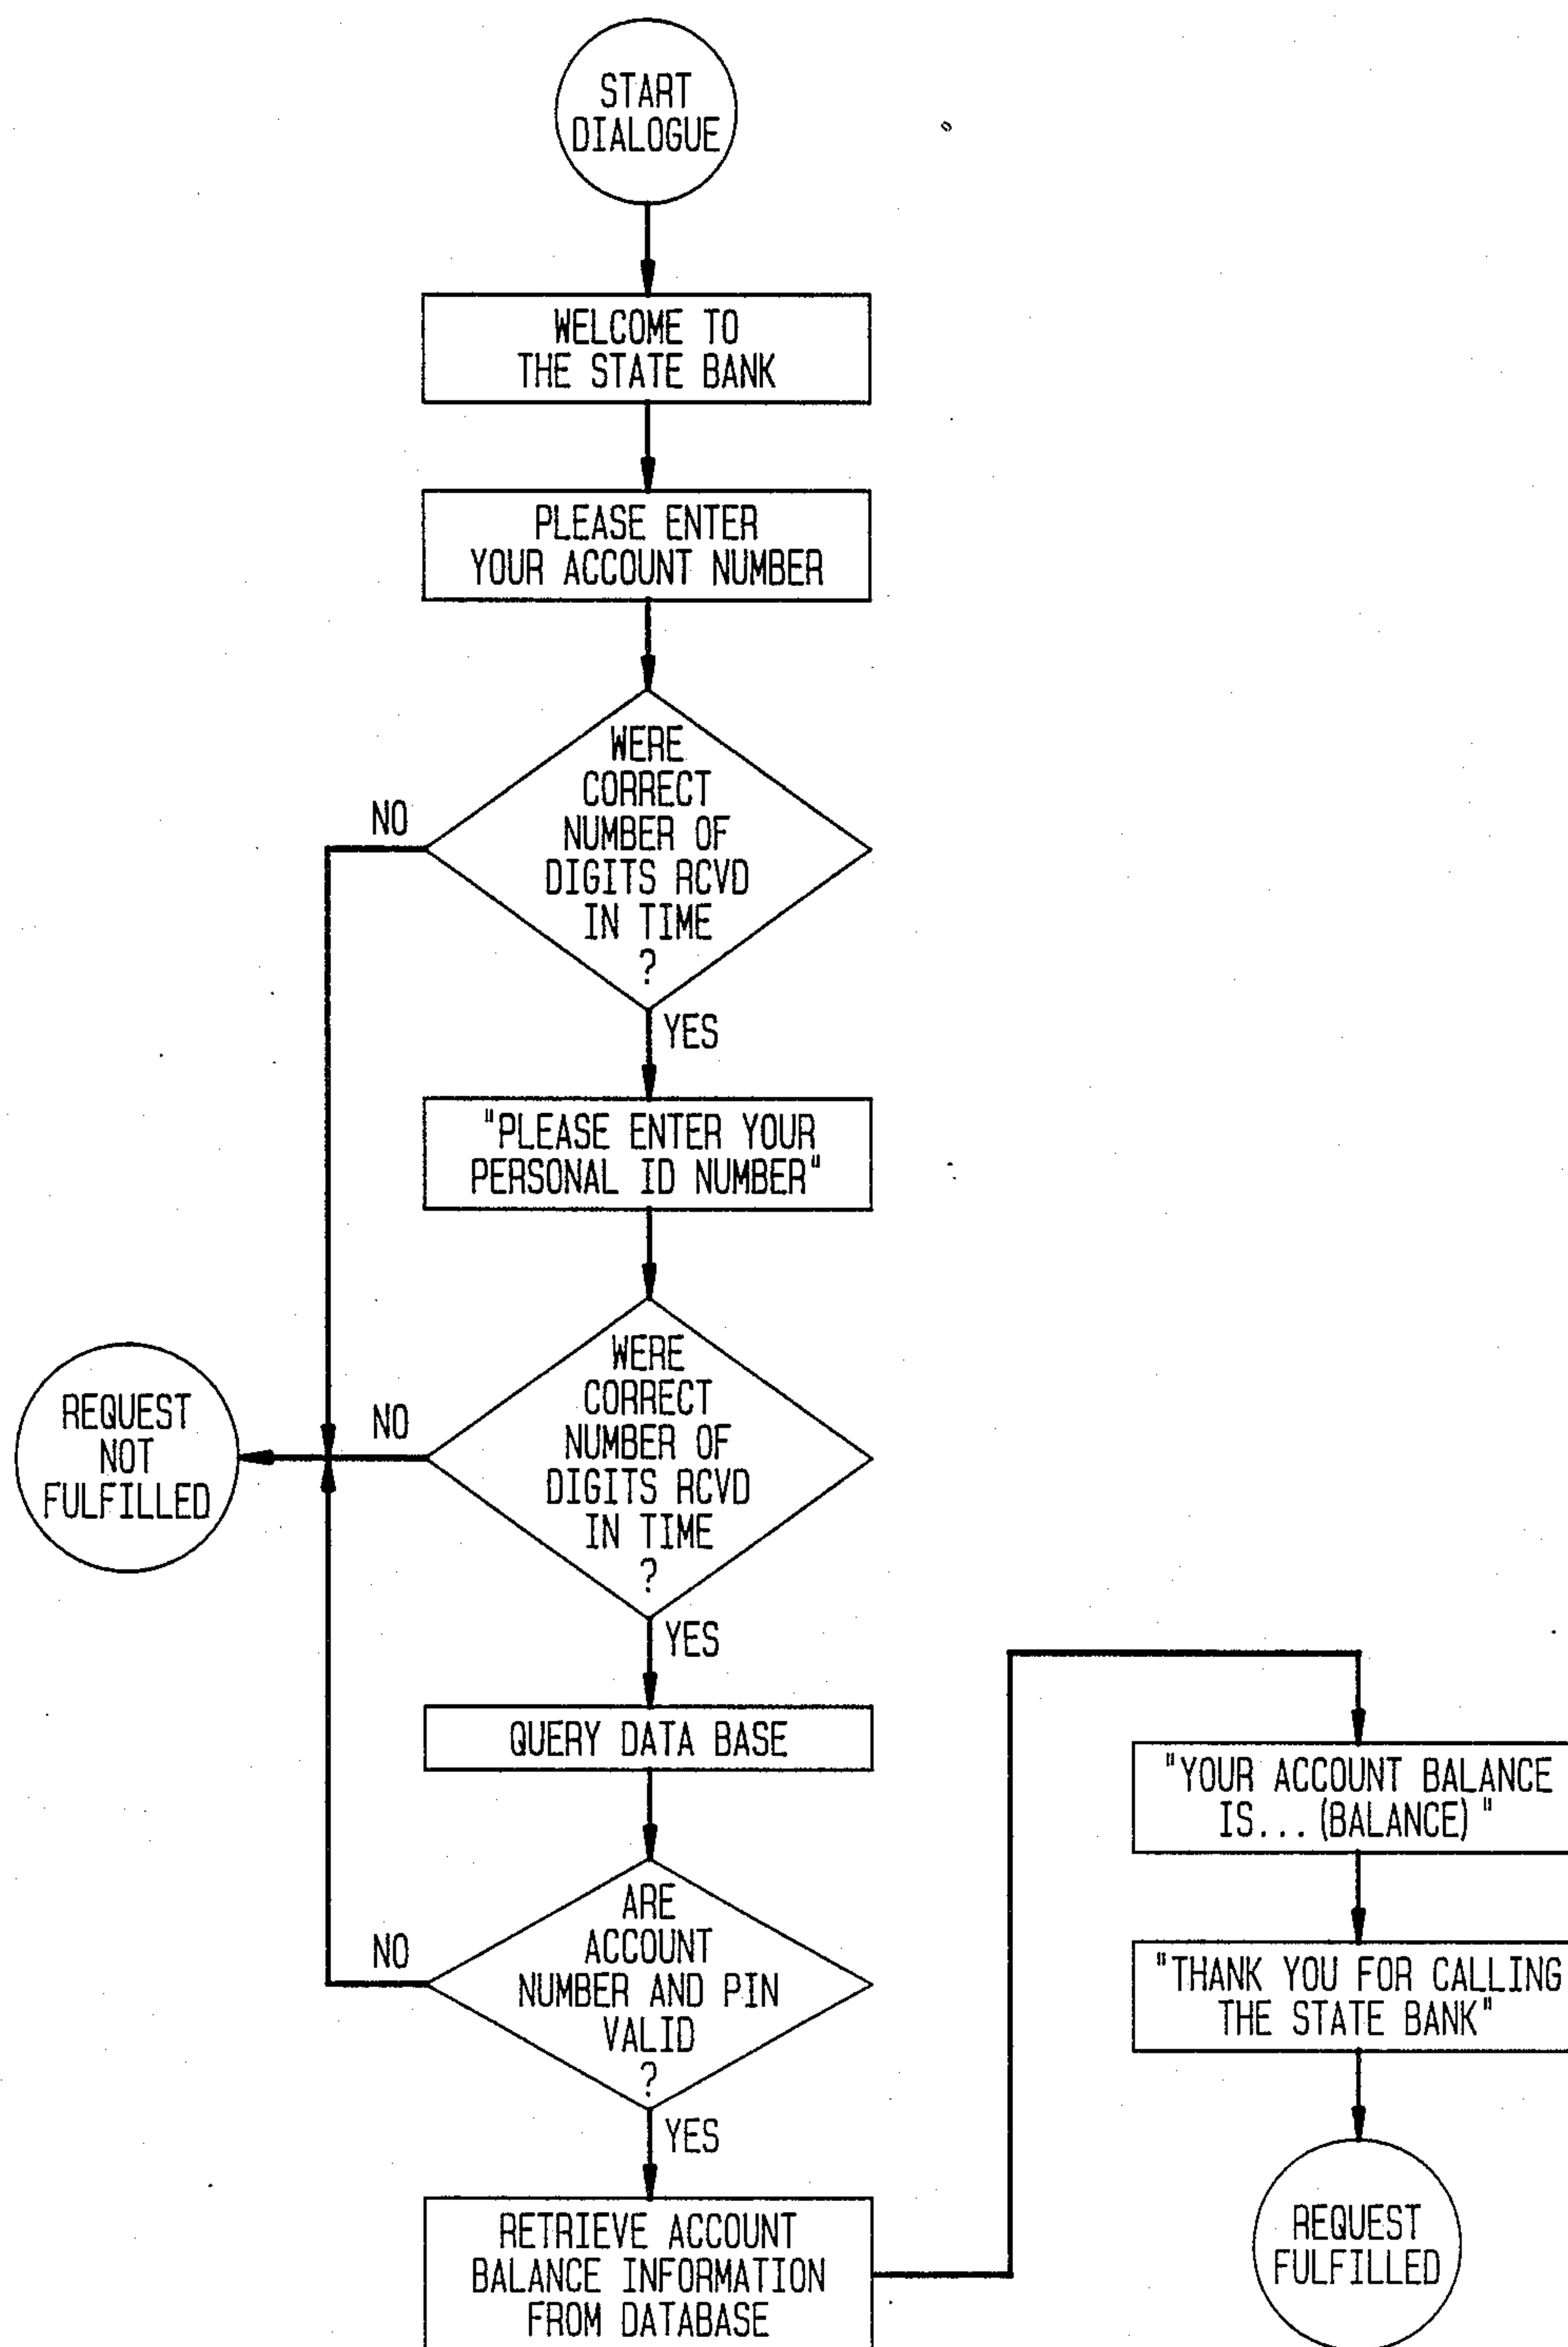 START
DIALOGUE
WELCOME TO
THE STATE BANK
PLEASE ENTER
YOUR ACCOUNT NUMBER
WERE
CORRECT
NUMBER OF
DIGITS RCVD
IN TIME
?
NO
YES
"PLEASE ENTER YOUR
PERSONAL ID NUMBER"
WERE
CORRECT
NUMBER OF
DIGITS RCVD
IN TIME
?
NO
REQUEST
NOT
FULFILLED
YES
QUERY DATA BASE
ARE
ACCOUNT
NUMBER AND PIN
VALID
?
NO
YES
RETRIEVE ACCOUNT
BALANCE INFORMATION
FROM DATABASE
"YOUR ACCOUNT BALANCE
IS...(BALANCE)"
"THANK YOU FOR CALLING
THE STATE BANK"
REQUEST
FULFILLED